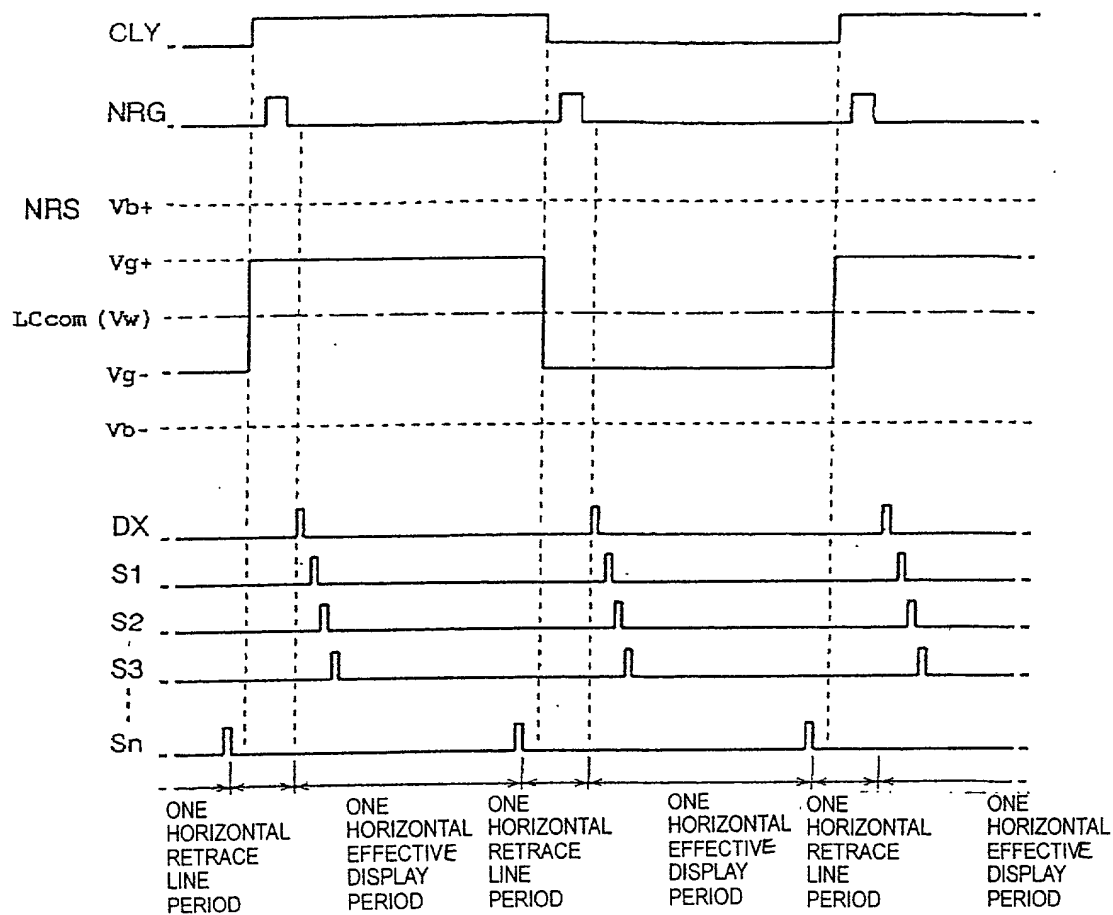 CLY
NRG
NRS Vb+
Vg+
LCcom (Vw)
Vg-
Vb-
DX
S1
S2
S3
Sn
ONE
HORIZONTAL
RETRACE
LINE
PERIOD
ONE
HORIZONTAL
EFFECTIVE
DISPLAY
PERIOD
ONE
HORIZONTAL
RETRACE
LINE
PERIOD
ONE
HORIZONTAL
EFFECTIVE
DISPLAY
PERIOD
ONE
HORIZONTAL
RETRACE
LINE
PERIOD
ONE
HORIZONTAL
EFFECTIVE
DISPLAY
PERIOD